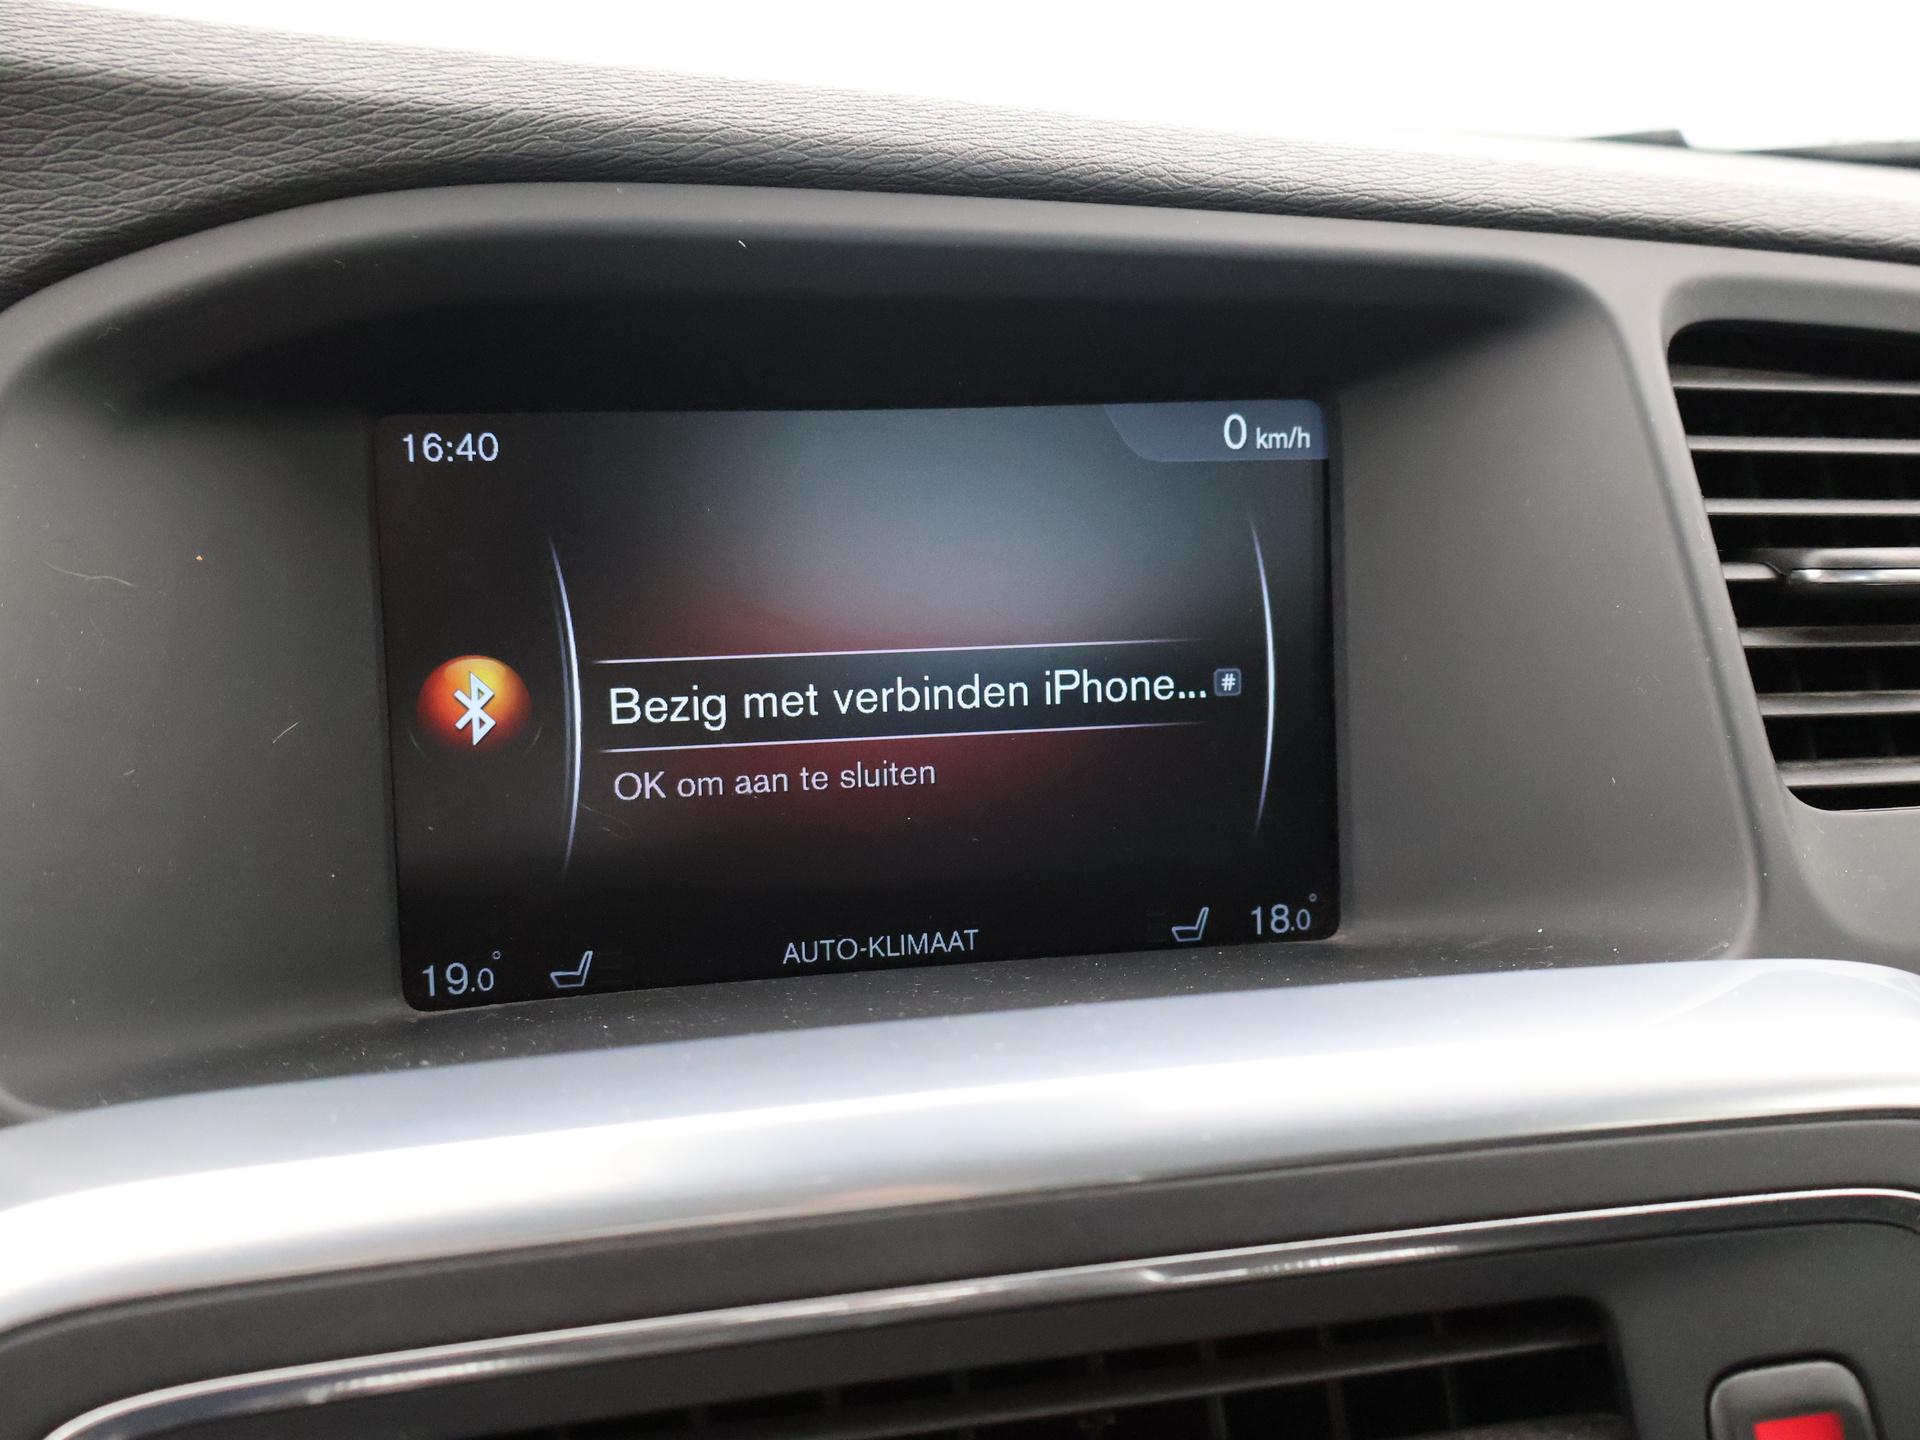 16:40
0 km/h
Bezig met verbinden iPhone... #
OK om aan te sluiten
19.0° AUTO-KLIMAAT 18.0°